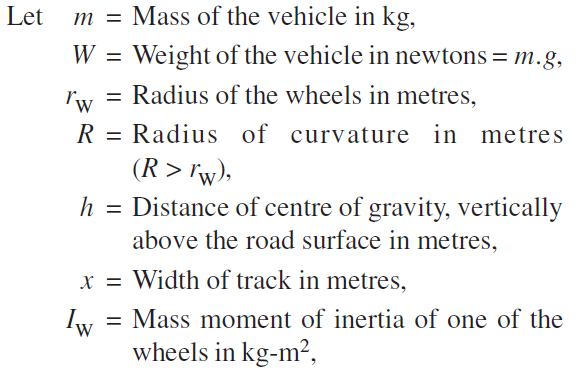 Let m = Mass of the vehicle in kg,
W = Weight of the vehicle in newtons = m.g,
r_W = Radius of the wheels in metres,
R = Radius of curvature in metres
(R > r_W),
h = Distance of centre of gravity, vertically
above the road surface in metres,
x = Width of track in metres,
I_W = Mass moment of inertia of one of the
wheels in kg-m²,